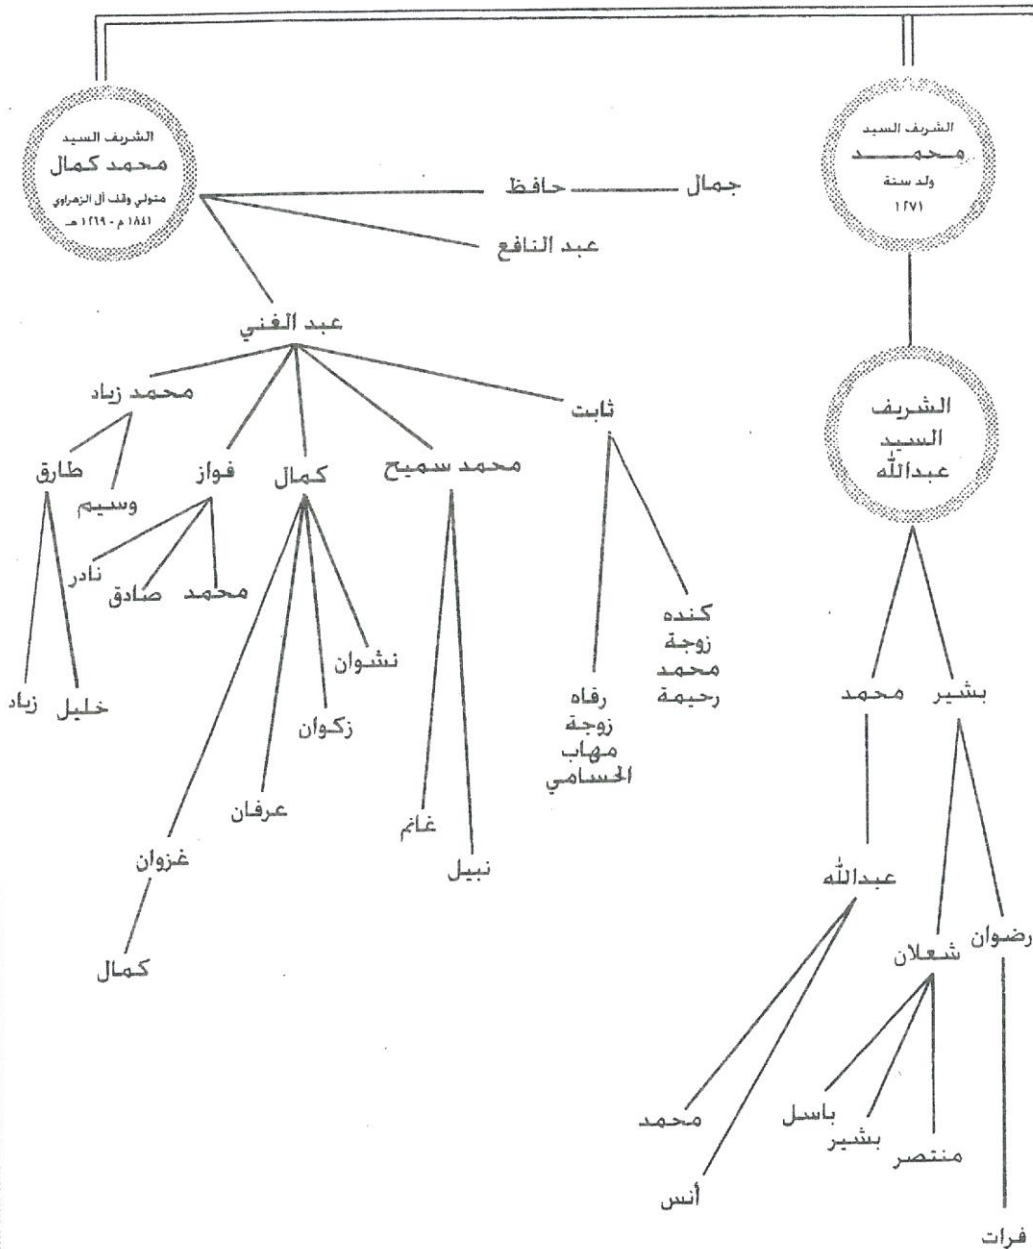 الشريف السيد
محمد
ولد سنة
١٢٧١
الشريف السيد
محمد كمال
متولي وقف آل الزهراوي
١٨٤١ م - ١٢٦٩ هـ
جمال
حافظ
عبد النافع
عبد الغني
ثابت
محمد سميح
كمال
فواز
محمد زياد
الشريف
السيد
عبدالله
طارق
وسيم
نادر
صادق
محمد
كنده
زوجة
محمد
رحيمة
نشوان
زكوان
عرفان
غزوان
كمال
رفاه
زوجة
مهاب
الحسامي
غانم
نبيل
خليل
زياد
بشير
محمد
عبدالله
رضوان
شعلان
باسل
بشير
منتصر
محمد
أنس
فرات